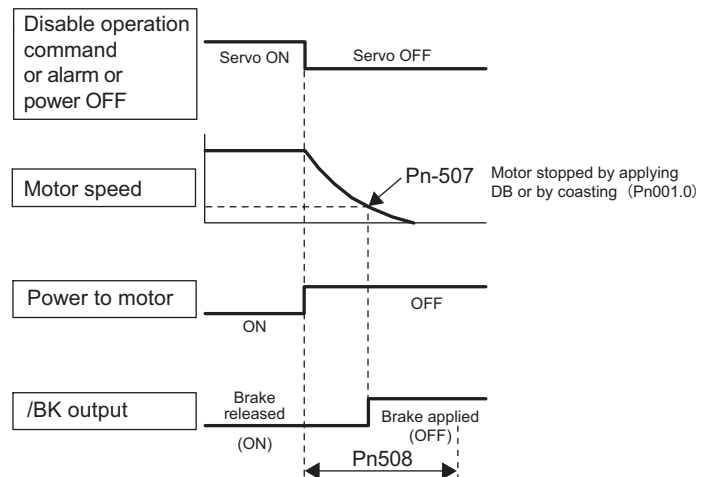 Disable operation
command
or alarm or
power OFF
Servo ON
Servo OFF
Motor speed
Pn-507
Motor stopped by applying
DB or by coasting (Pn001.0)
Power to motor
ON
OFF
/BK output
Brake
released
(ON)
Brake applied
(OFF)
Pn508